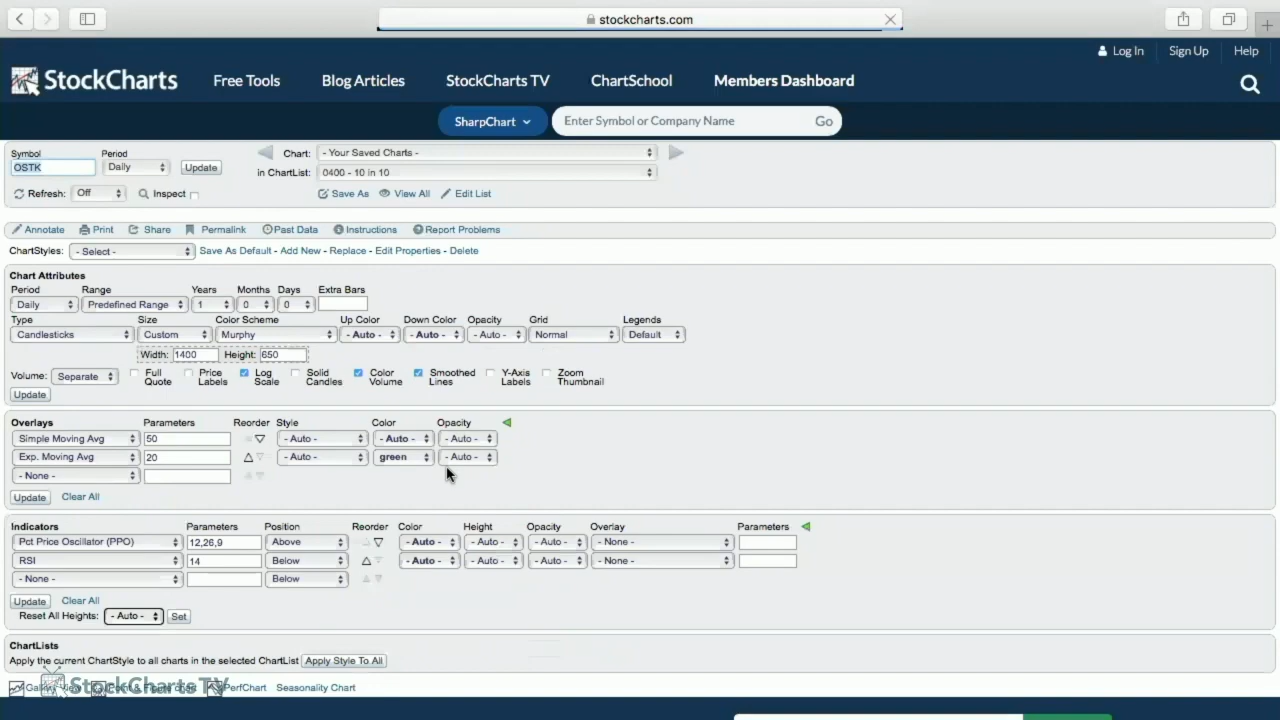 stockcharts.com
Log In Sign Up Help
StockCharts Free Tools Blog Articles StockCharts TV ChartSchool Members Dashboard
SharpChart Enter Symbol or Company Name Go
Symbol Period Chart: - Your Saved Charts -
OSTK Daily Update in ChartList: 0400 - 10 in 10
Refresh: Off Inspect Save As View All Edit List
Annotate Print Share Permalink Past Data Instructions Report Problems
ChartStyles: - Select - Save As Default - Add New - Replace - Edit Properties - Delete
Chart Attributes
Period Range Years Months Days Extra Bars
Daily Predefined Range 1 0 0
Type Size Color Scheme Up Color Down Color Opacity Grid Legends
Candlesticks Custom Murphy - Auto - - Auto - - Auto - Normal Default
Width: 1400 Height: 650
Volume: Separate Full Quote Price Labels Log Scale Solid Candles Color Volume Smoothed Lines Y-Axis Labels Zoom Thumbnail
Update
Overlays Parameters Reorder Style Color Opacity
Simple Moving Avg 50 - Auto - - Auto - - Auto -
Exp. Moving Avg 20 - Auto - green - Auto -
- None -
Update Clear All
Indicators Parameters Position Reorder Color Height Opacity Overlay Parameters
Pct Price Oscillator (PPO) 12,26,9 Above - Auto - - Auto - - Auto - - None -
RSI 14 Below - Auto - - Auto - - Auto - - None -
- None - Below
Update Clear All
Reset All Heights: - Auto - Set
ChartLists
Apply the current ChartStyle to all charts in the selected ChartList Apply Style To All
StockCharts TV PerfChart Seasonality Chart